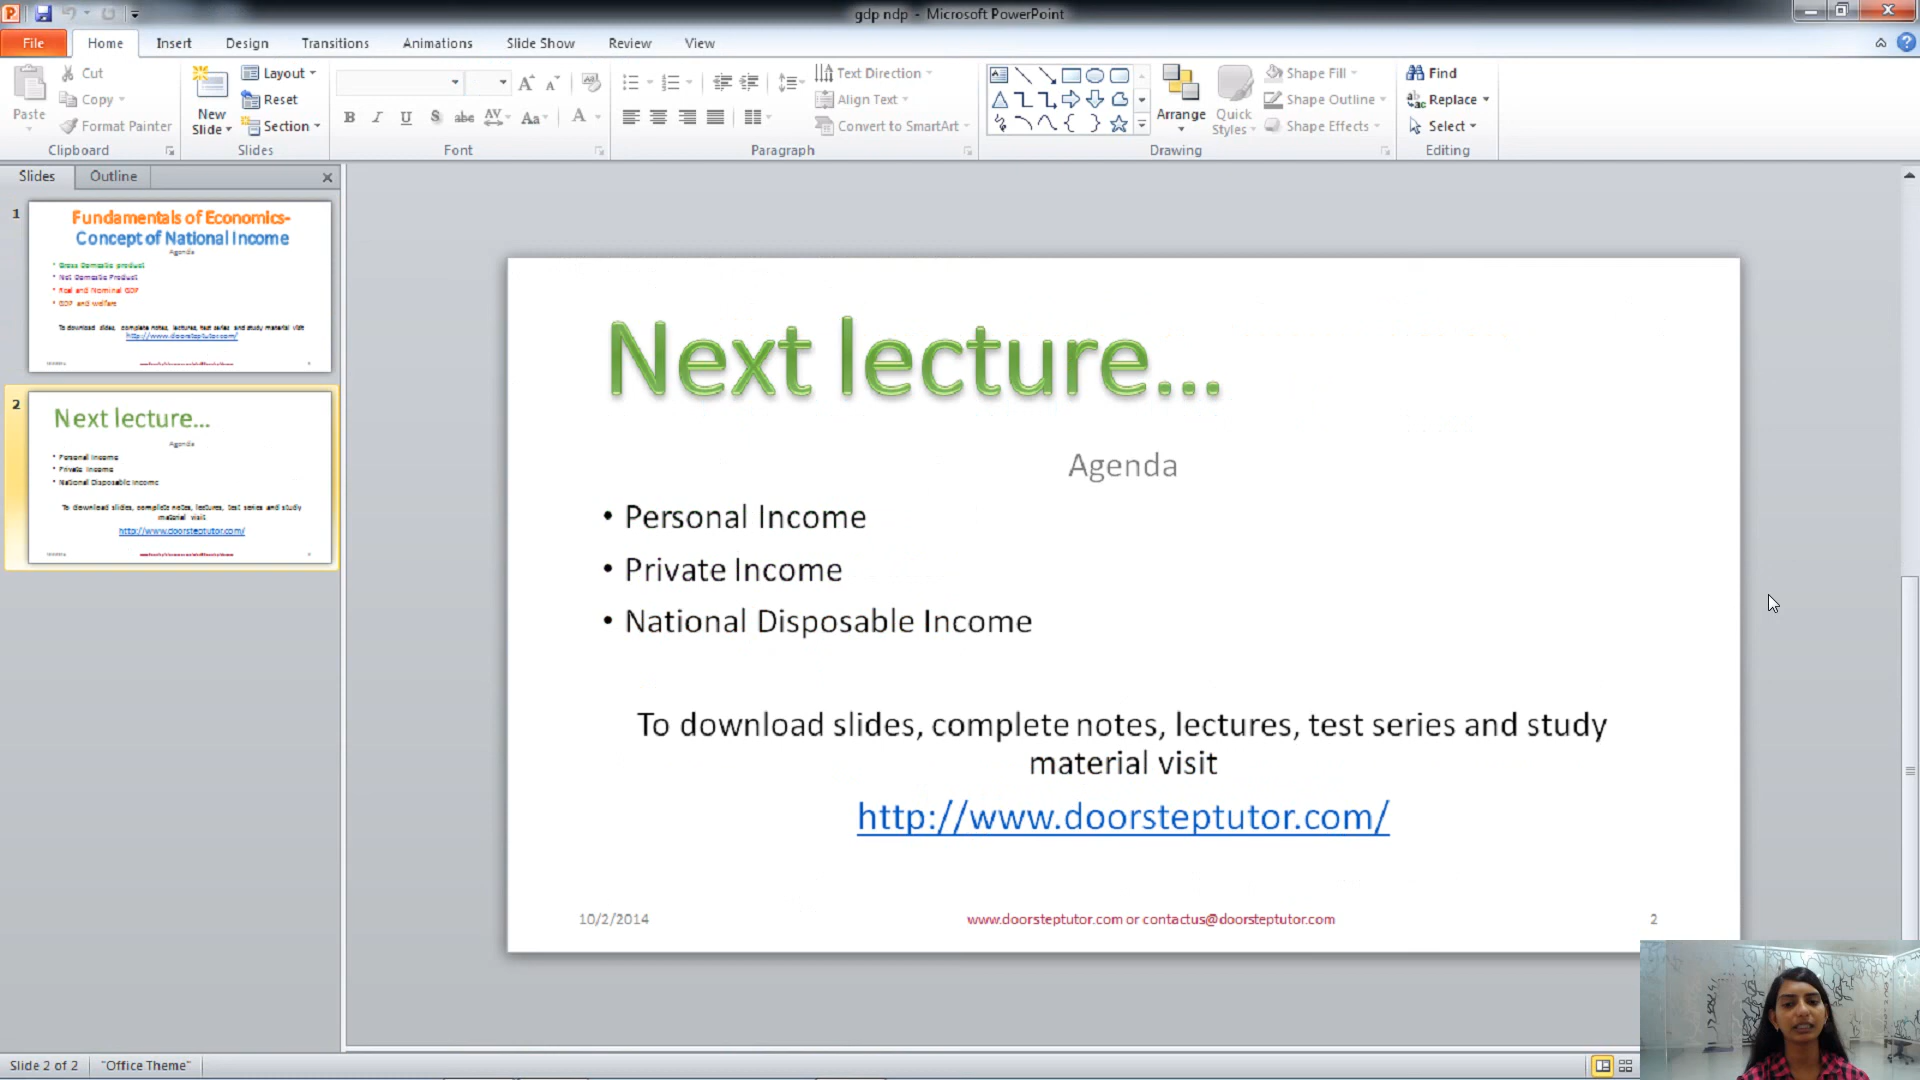 gdp ndp - Microsoft PowerPoint
File Home Insert Design Transitions Animations Slide Show Review View
Paste
Cut
Copy
Format Painter
Clipboard
New Slide
Layout
Reset
Section
Slides
B I U S abc AV Aa A
Font
Text Direction
Align Text
Convert to SmartArt
Paragraph
Arrange
Quick Styles
Shape Fill
Shape Outline
Shape Effects
Drawing
Find
Replace
Select
Editing
Slides Outline
1
Fundamentals of Economics-
Concept of National Income
Agenda
• Gross Domestic product
• Net Domestic Product
• Real and Nominal GDP
• GDP and welfare
To download slides, complete notes, lectures, test series and study material visit
http://www.doorsteptutor.com/
2
Next lecture...
Agenda
• Personal Income
• Private Income
• National Disposable Income
To download slides, complete notes, lectures, test series and study
material visit
http://www.doorsteptutor.com/
Next lecture...
Agenda
• Personal Income
• Private Income
• National Disposable Income
To download slides, complete notes, lectures, test series and study
material visit
http://www.doorsteptutor.com/
10/2/2014 www.doorsteptutor.com or contactus@doorsteptutor.com 2
Slide 2 of 2 "Office Theme"